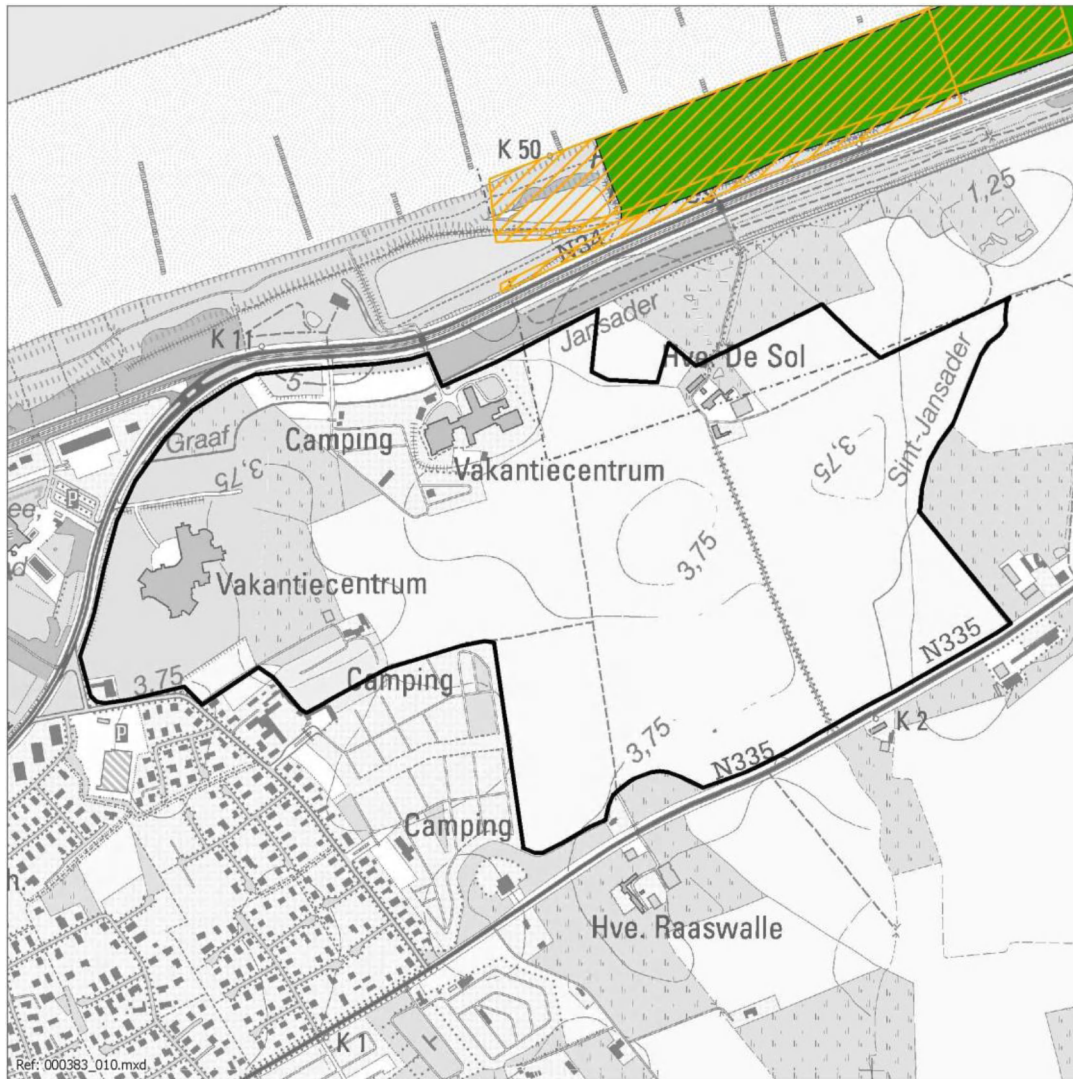 K 50
1,25
N34
Jansader
K 11
5
Hve. De Sol
Graaf
Camping
3,75
Vakantiecentrum
3,75
Sint-Jansader
P
3,75
Vakantiecentrum
N335
3,75
Camping
P
K 2
3,75
N335
Camping
Hve. Raaswalle
K 1
Ref: 000383_010.mxd